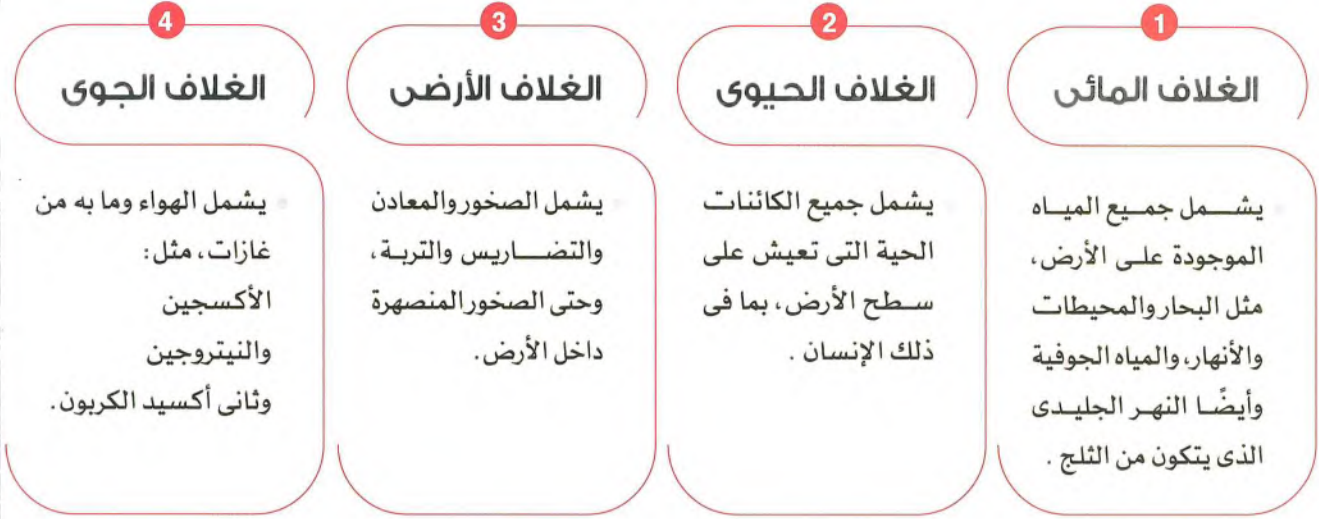 1
الغلاف المائى
يشمل جميع المياه
الموجودة على الأرض،
مثل البحار والمحيطات
والأنهار، والمياه الجوفية
وأيضًا النهر الجليدى
الذى يتكون من الثلج .
2
الغلاف الحيوى
يشمل جميع الكائنات
الحية التى تعيش على
سطح الأرض، بما فى
ذلك الإنسان .
3
الغلاف الأرضى
يشمل الصخور والمعادن
والتضاريس والتربة،
وحتى الصخور المنصهرة
داخل الأرض.
4
الغلاف الجوى
يشمل الهواء وما به من
غازات، مثل:
الأكسجين
والنيتروجين
وثانى أكسيد الكربون.